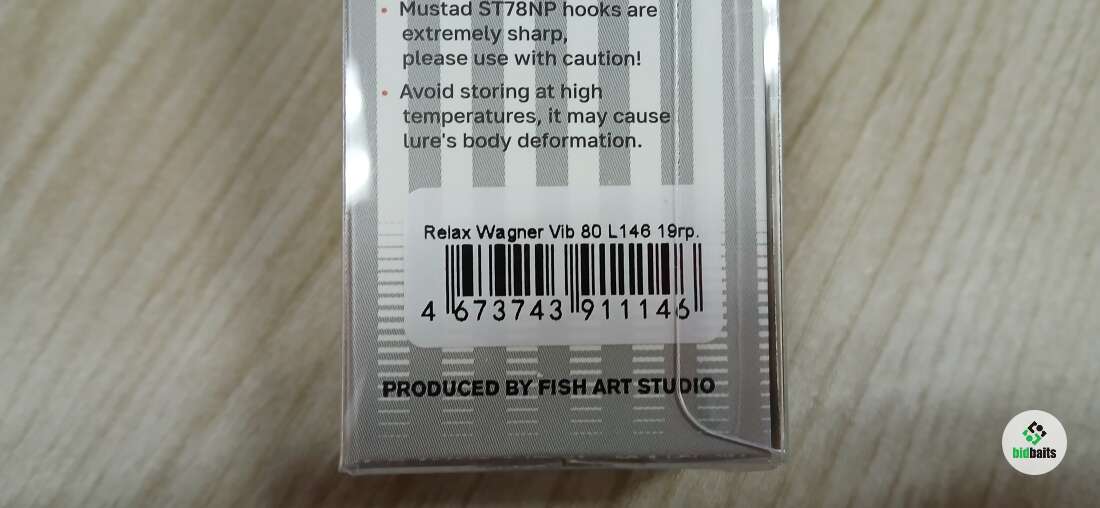 • Mustad ST78NP hooks are
extremely sharp,
please use with caution!
• Avoid storing at high
temperatures, it may cause
lure's body deformation.
Relax Wagner Vib 80 L146 19гр.
4 673743 911146
PRODUCED BY FISH ART STUDIO
bidbaits